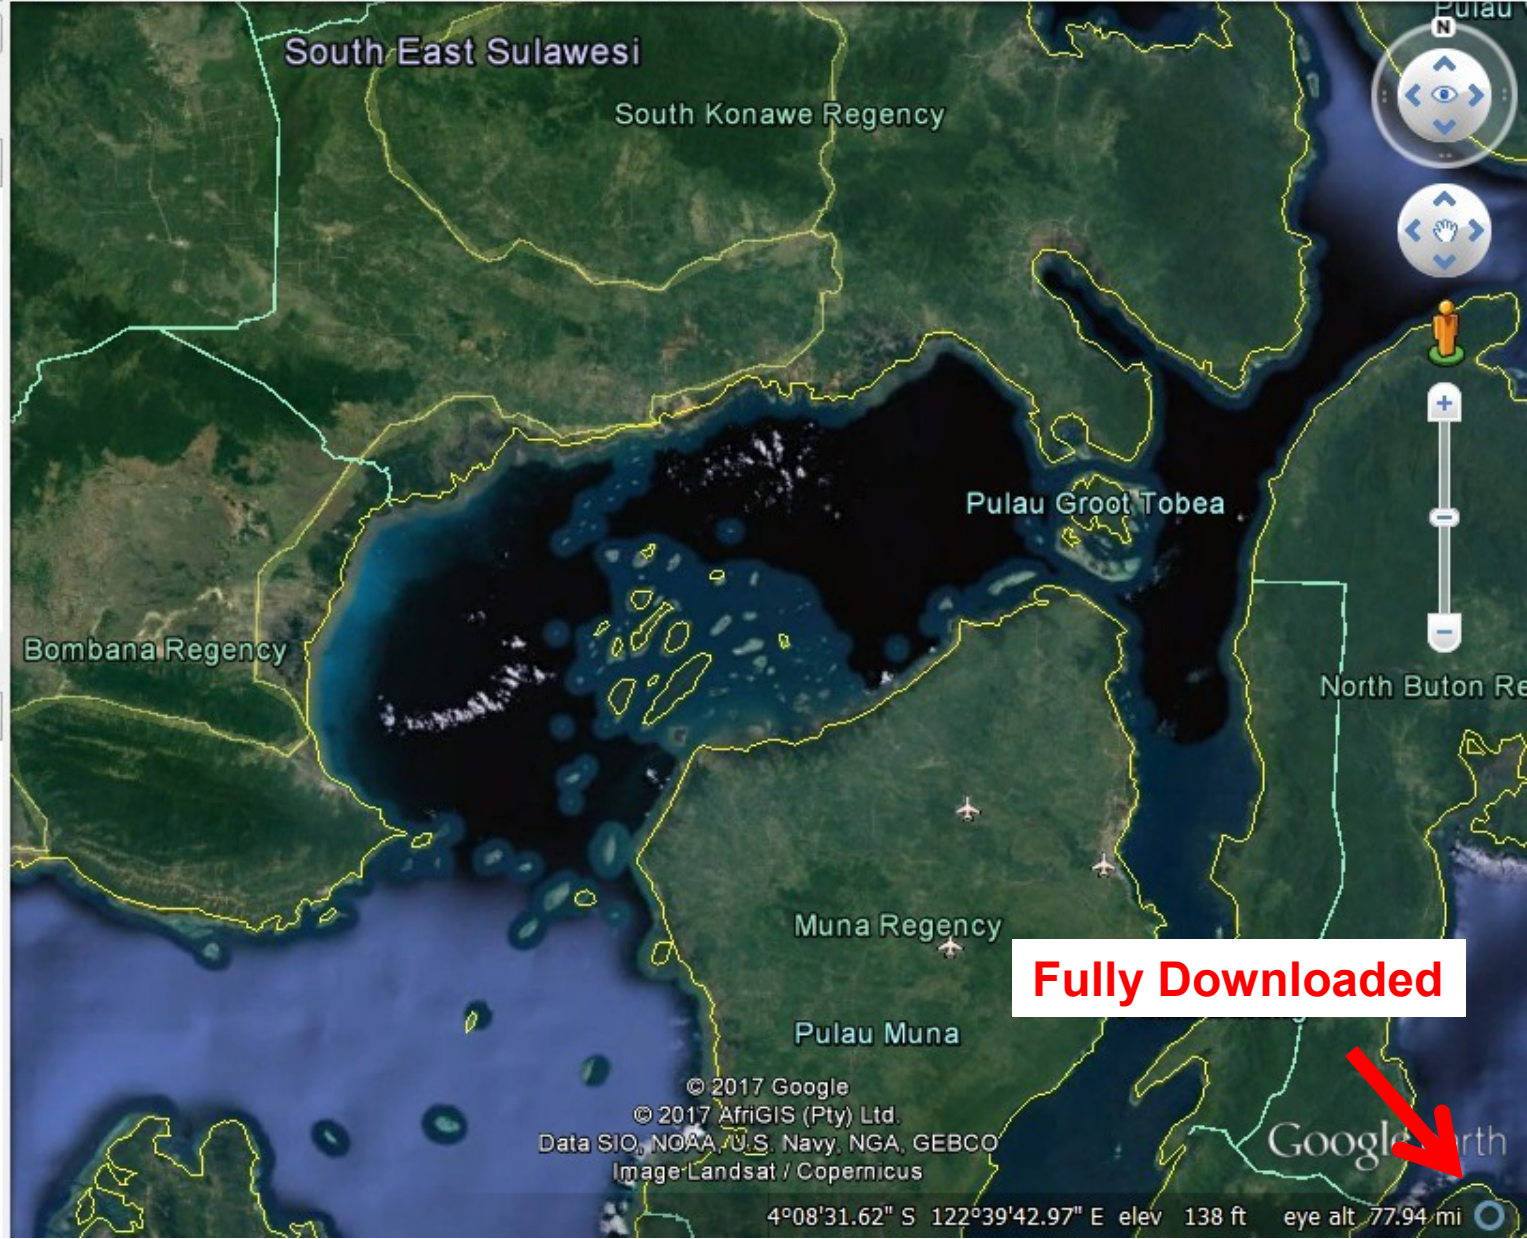 Pulau
N
South East Sulawesi
South Konawe Regency
Pulau Groot Tobea
Bombana Regency
North Buton Re
Muna Regency
Fully Downloaded
Pulau Muna
© 2017 Google
© 2017 AfriGIS (Pty) Ltd.
Data SIO, NOAA, U.S. Navy, NGA, GEBCO
Image Landsat / Copernicus
Google earth
4°08'31.62" S 122°39'42.97" E elev 138 ft eye alt 77.94 mi